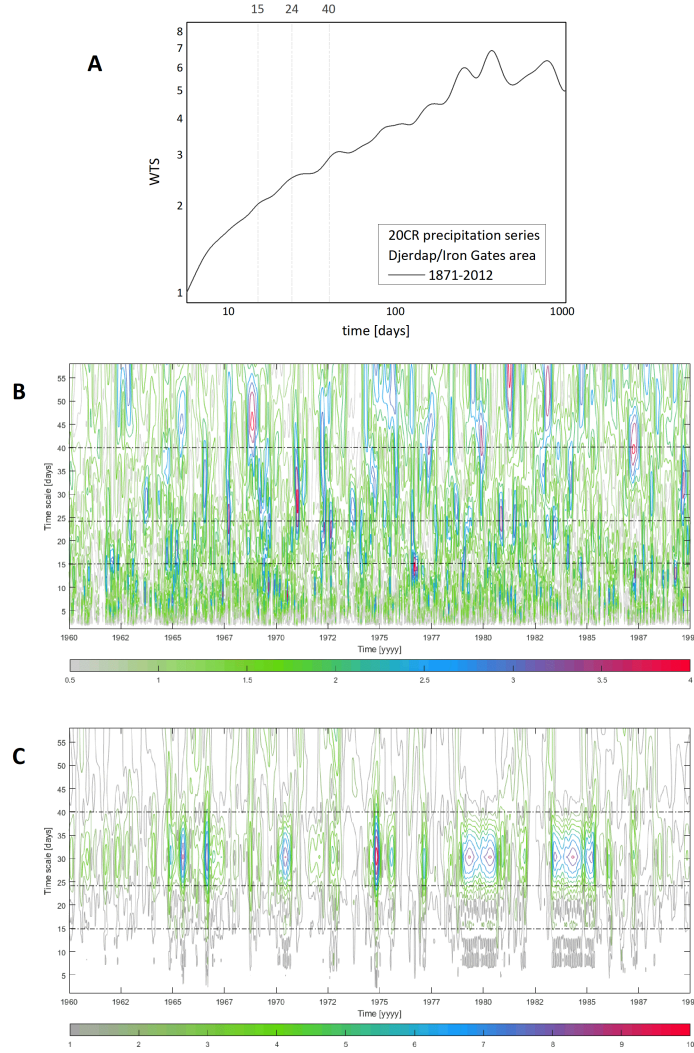 15 24 40
8
7
A
6
5
4
3
WTS
2
1
20CR precipitation series
Djerdap/Iron Gates area
1871-2012
10 100 1000
time [days]
B
55
50
45
40
35
30
25
20
15
10
5
Time scale [days]
1960 1962 1965 1967 1970 1972 1975 1977 1980 1982 1985 1987 199
Time [yyyy]
0.5 1 1.5 2 2.5 3 3.5 4
C
55
50
45
40
35
30
25
20
15
10
5
Time scale [days]
1960 1962 1965 1967 1970 1972 1975 1977 1980 1982 1985 1987 199
Time [yyyy]
1 2 3 4 5 6 7 8 9 10